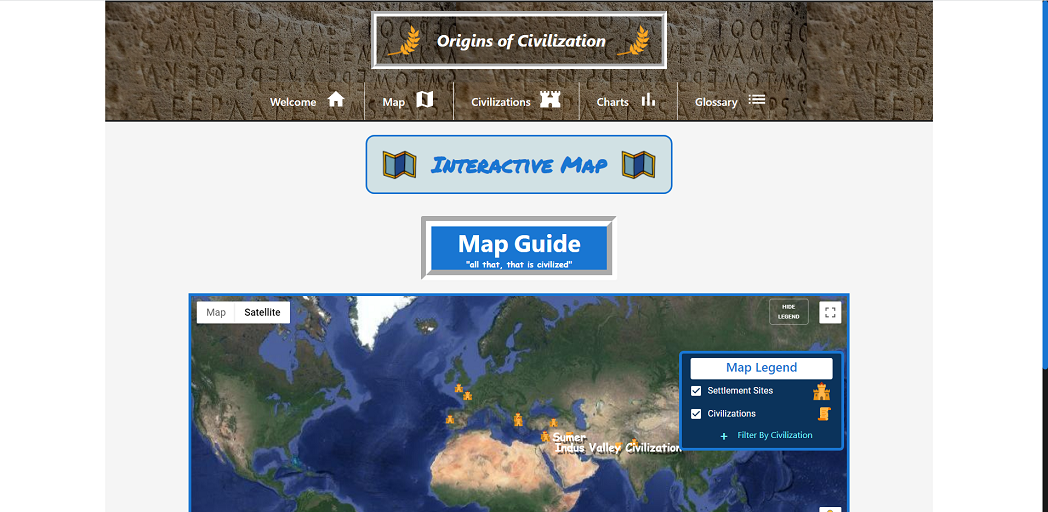 Origins of Civilization
Welcome
Map
Civilizations
Charts
Glossary
Interactive Map
Map Guide
"all that, that is civilized"
Map
Satellite
HIDE
LEGEND
Map Legend
Settlement Sites
Civilizations
+ Filter By Civilization
Sumer
Indus Valley Civilization